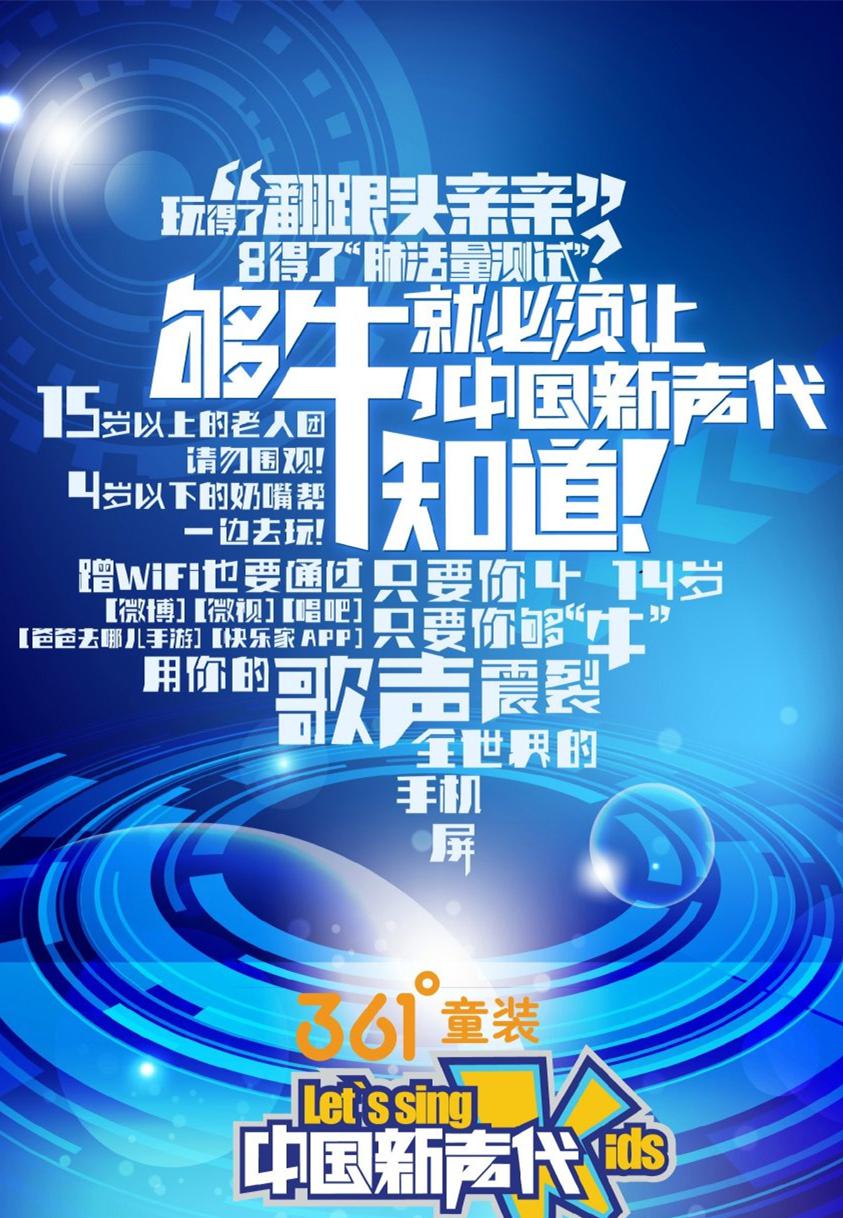 玩得了“翻跟头亲亲”
8得了“肺活量测试”?
够牛,就必须让
中国新声代
知道!
15岁以上的老人团
请勿围观!
4岁以下的奶嘴帮
一边去玩!
蹭WiFi也要通过
[微博][微视][唱吧]
[爸爸去哪儿手游][快乐家APP]
只要你4 14岁
只要你够“牛”
用你的歌声震裂
全世界的
手机
屏
361°童装
Let's sing
中国新声代
Kids